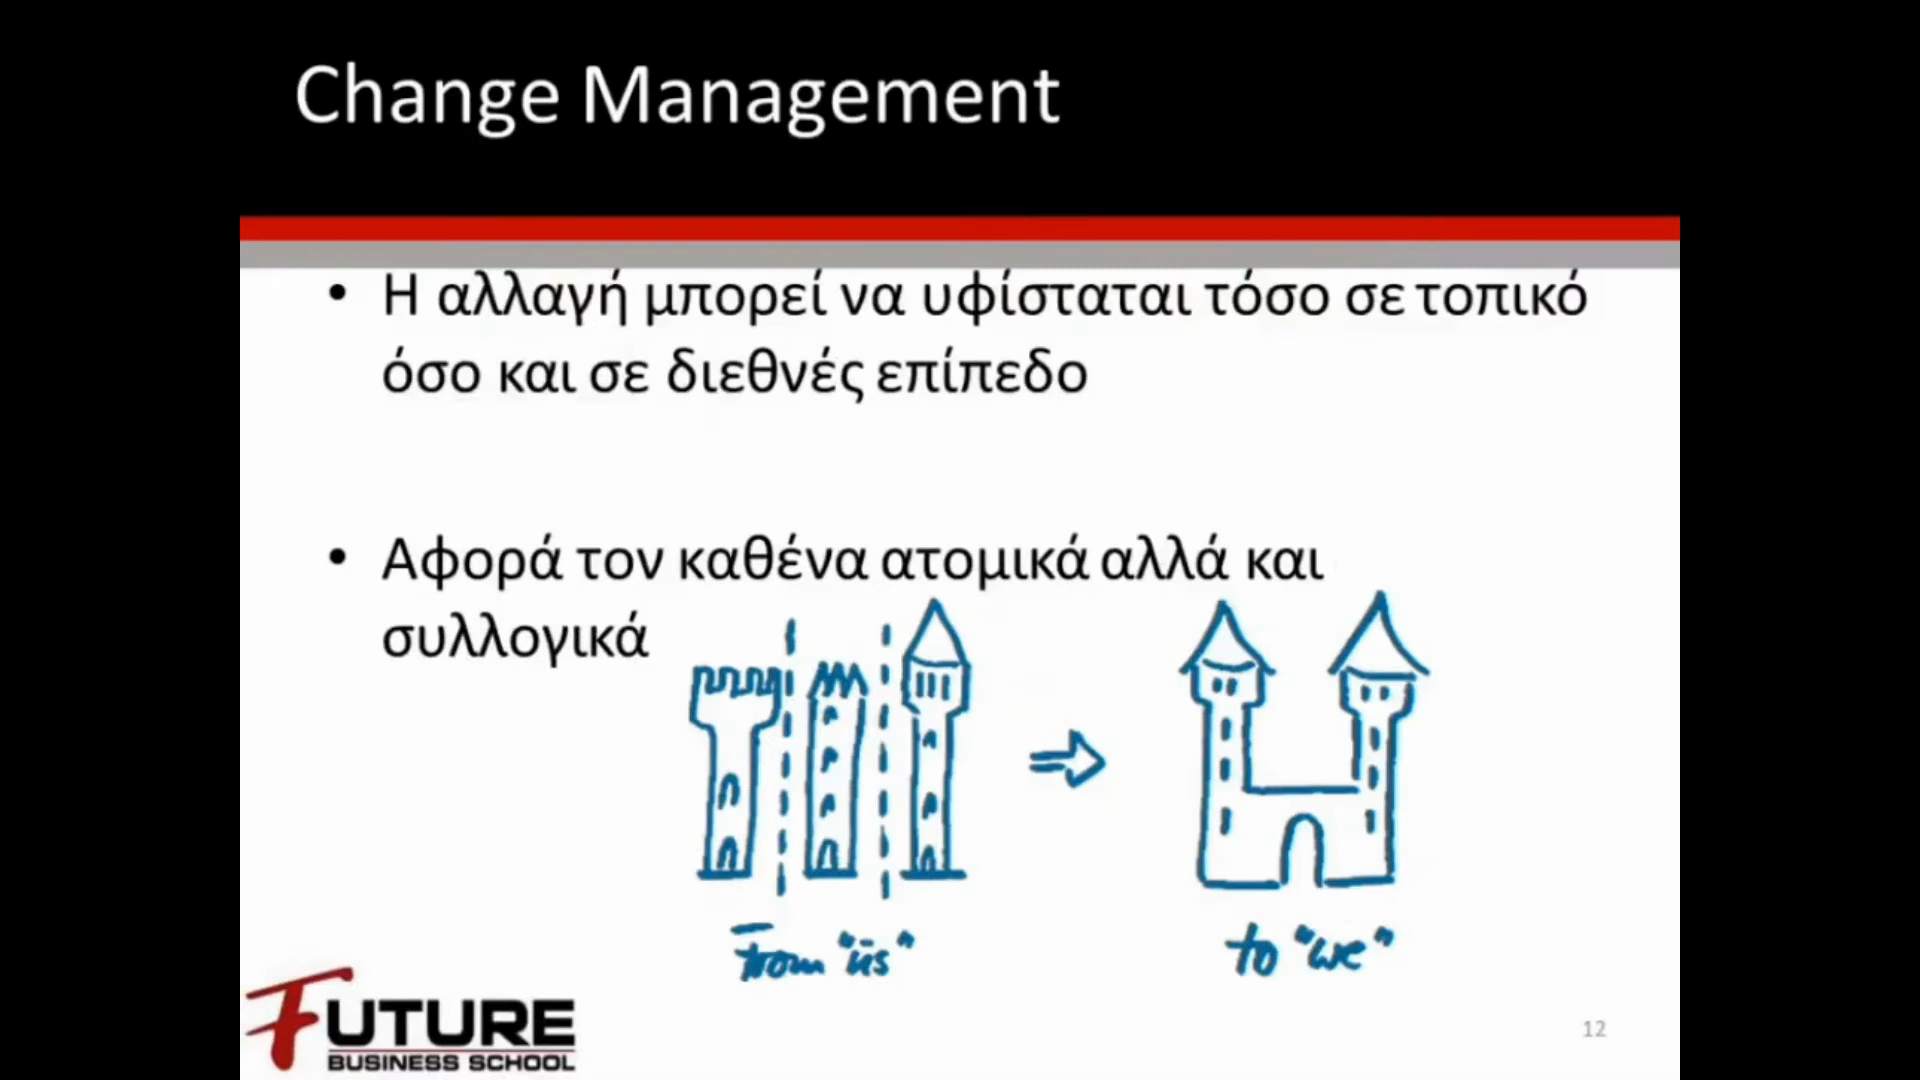 Change Management
• Η αλλαγή μπορεί να υφίσταται τόσο σε τοπικό
όσο και σε διεθνές επίπεδο
• Αφορά τον καθένα ατομικά αλλά και
συλλογικά
From "us"
to "we"
FUTURE
BUSINESS SCHOOL
12